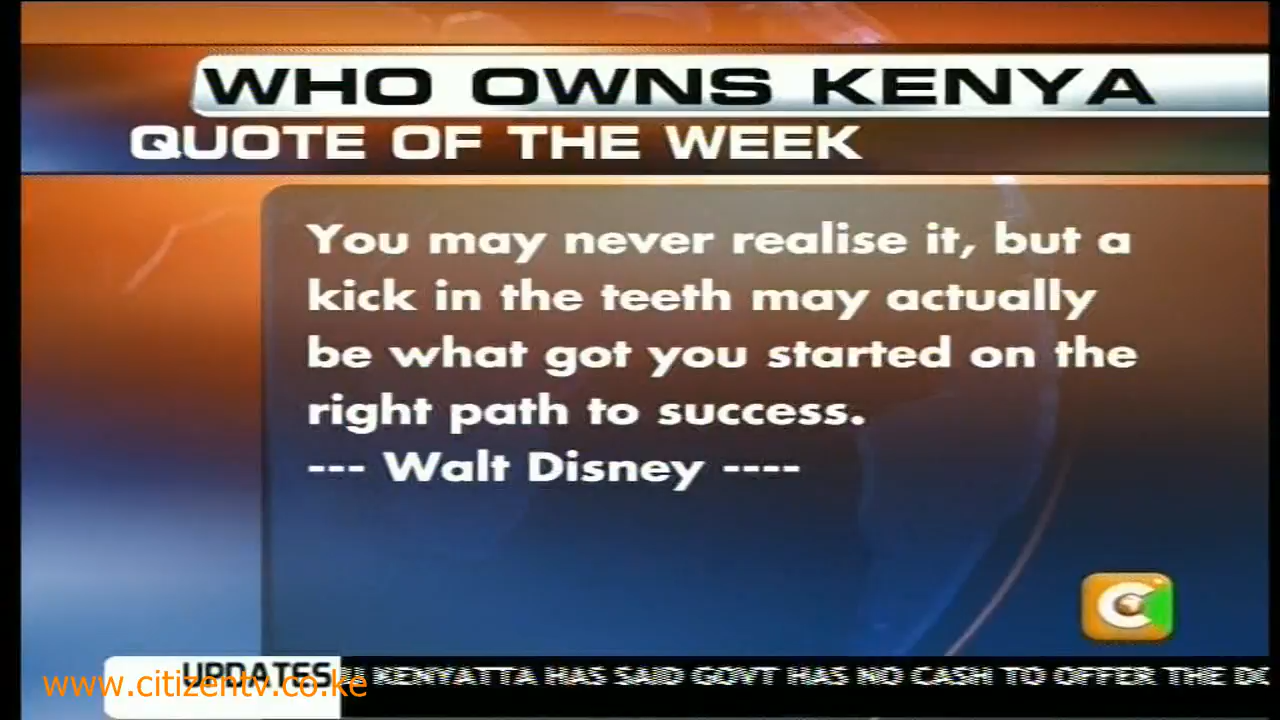 WHO OWNS KENYA
QUOTE OF THE WEEK
You may never realise it, but a
kick in the teeth may actually
be what got you started on the
right path to success.
--- Walt Disney ----
C
UPDATES
KENYATTA HAS SAID GOVT HAS NO CASH TO OFFER THE
www.citizentv.co.ke